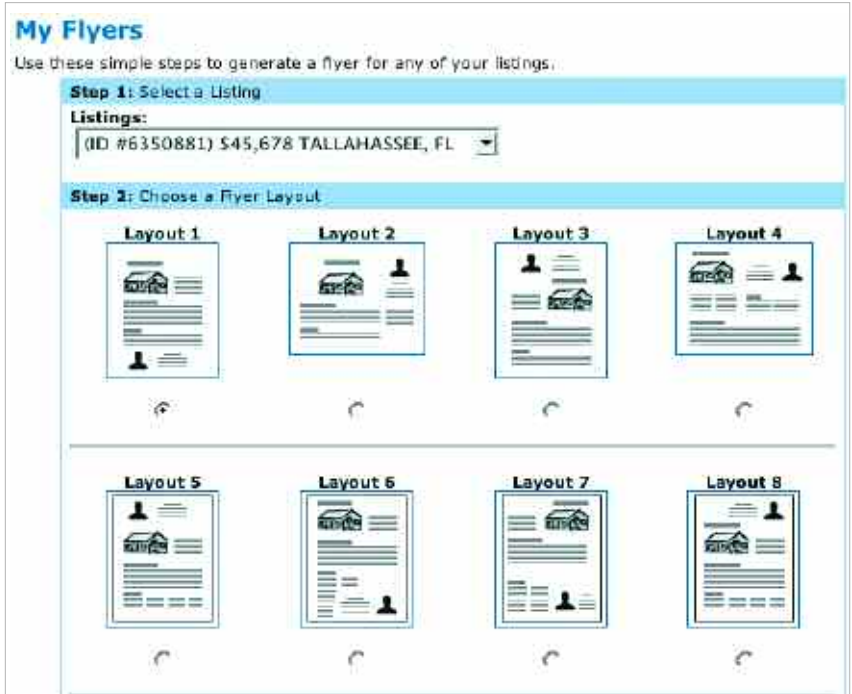 My Flyers
Use these simple steps to generate a flyer for any of your listings.
Step 1: Select a Listing
Listings:
(ID #6350881) $45,678 TALLAHASSEE, FL
Step 2: Choose a Flyer Layout
Layout 1 Layout 2 Layout 3 Layout 4
Layout 5 Layout 6 Layout 7 Layout 8